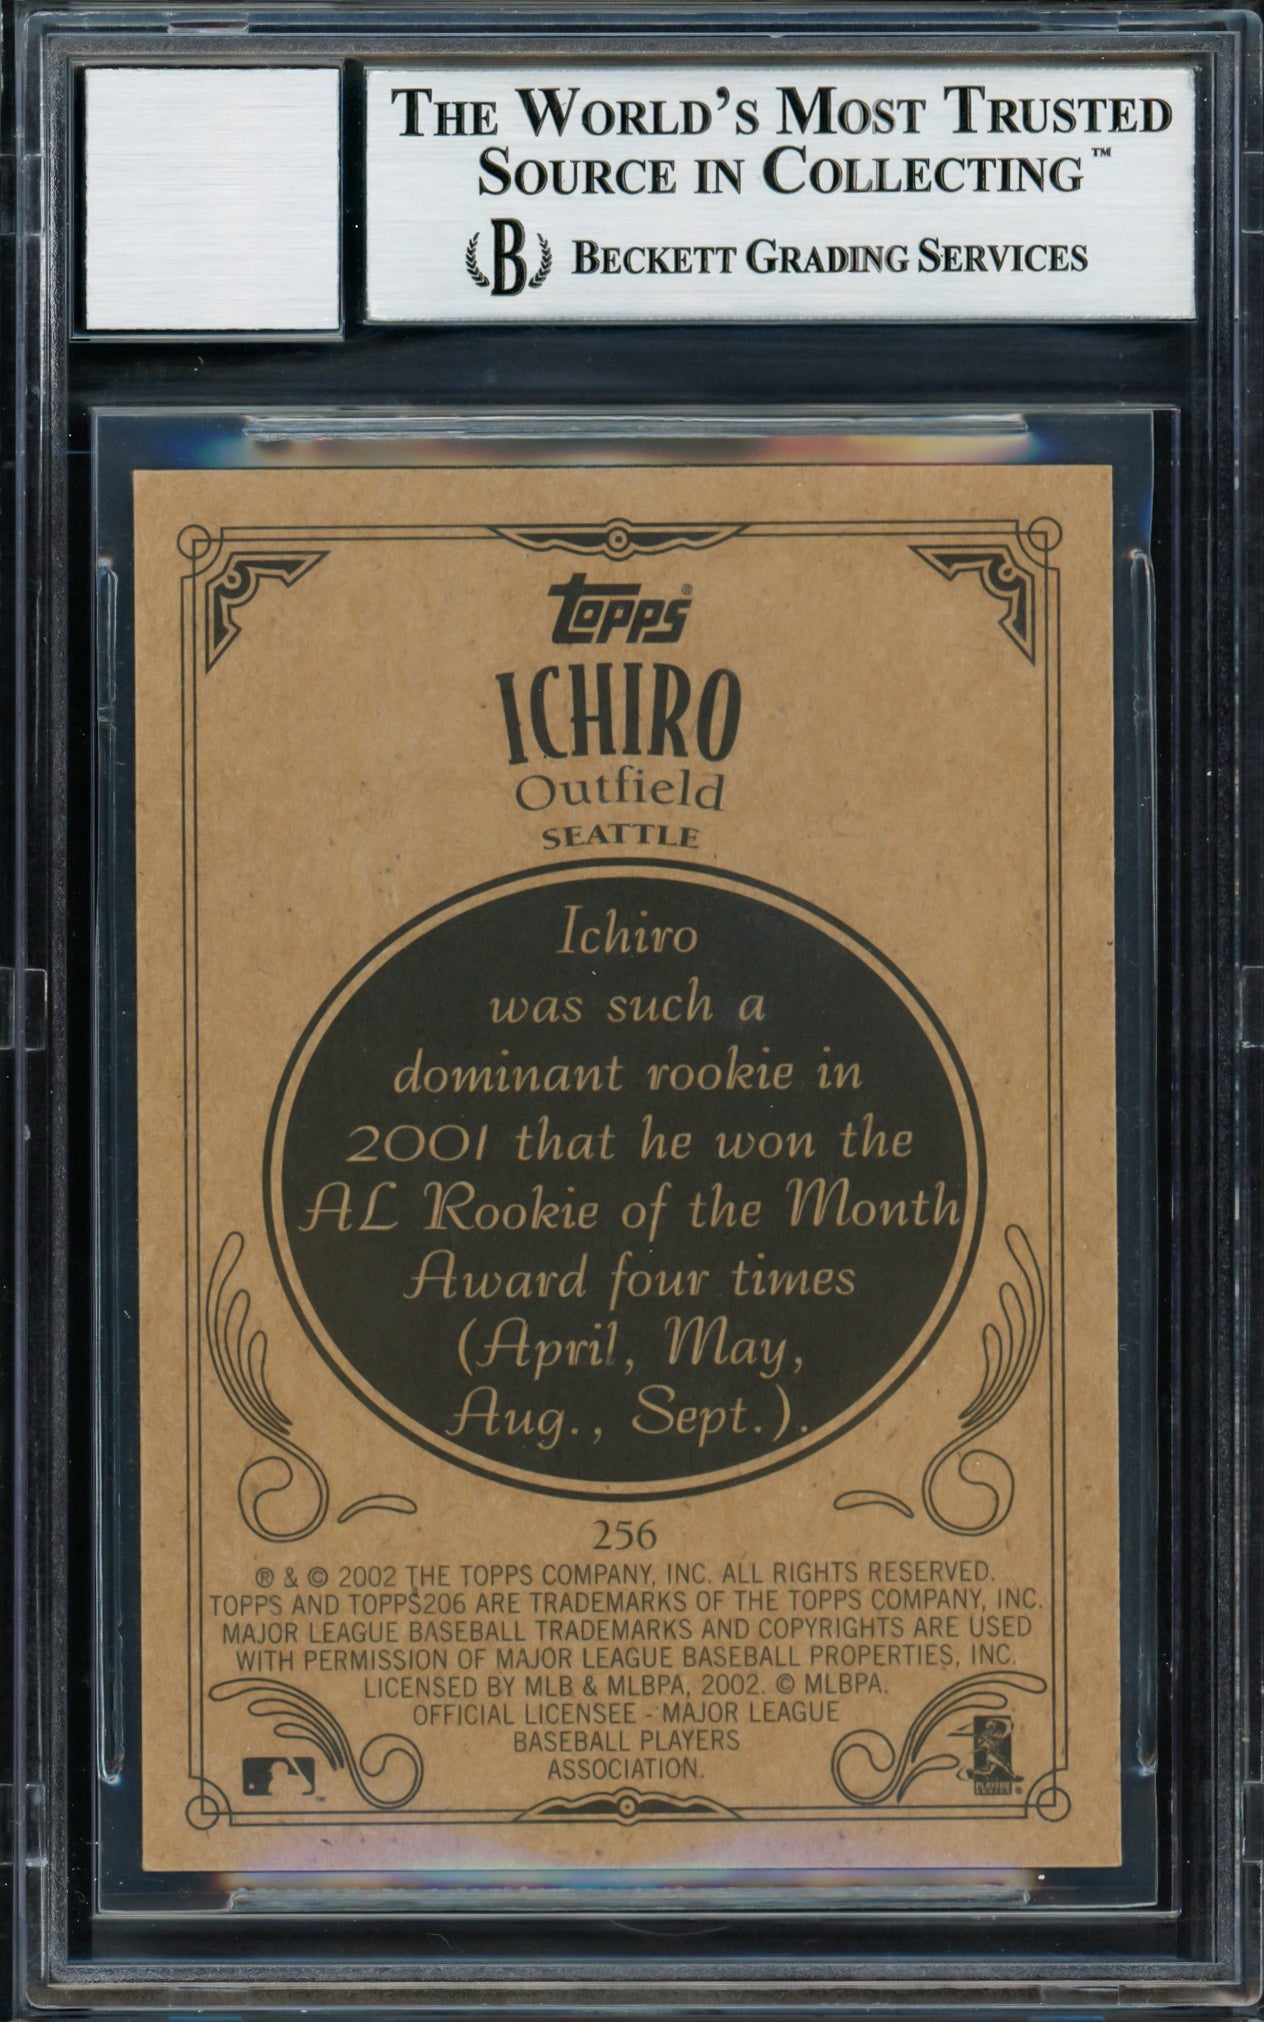 THE WORLD'S MOST TRUSTED
SOURCE IN COLLECTING™
B BECKETT GRADING SERVICES
topps®
ICHIRO
Outfield
SEATTLE
Ichiro
was such a
dominant rookie in
2001 that he won the
AL Rookie of the Month
Award four times
(April, May,
Aug., Sept.).
256
® & © 2002 THE TOPPS COMPANY, INC. ALL RIGHTS RESERVED.
TOPPS AND TOPPS206 ARE TRADEMARKS OF THE TOPPS COMPANY, INC.
MAJOR LEAGUE BASEBALL TRADEMARKS AND COPYRIGHTS ARE USED
WITH PERMISSION OF MAJOR LEAGUE BASEBALL PROPERTIES, INC.
LICENSED BY MLB & MLBPA, 2002. © MLBPA.
OFFICIAL LICENSEE - MAJOR LEAGUE
BASEBALL PLAYERS
ASSOCIATION.